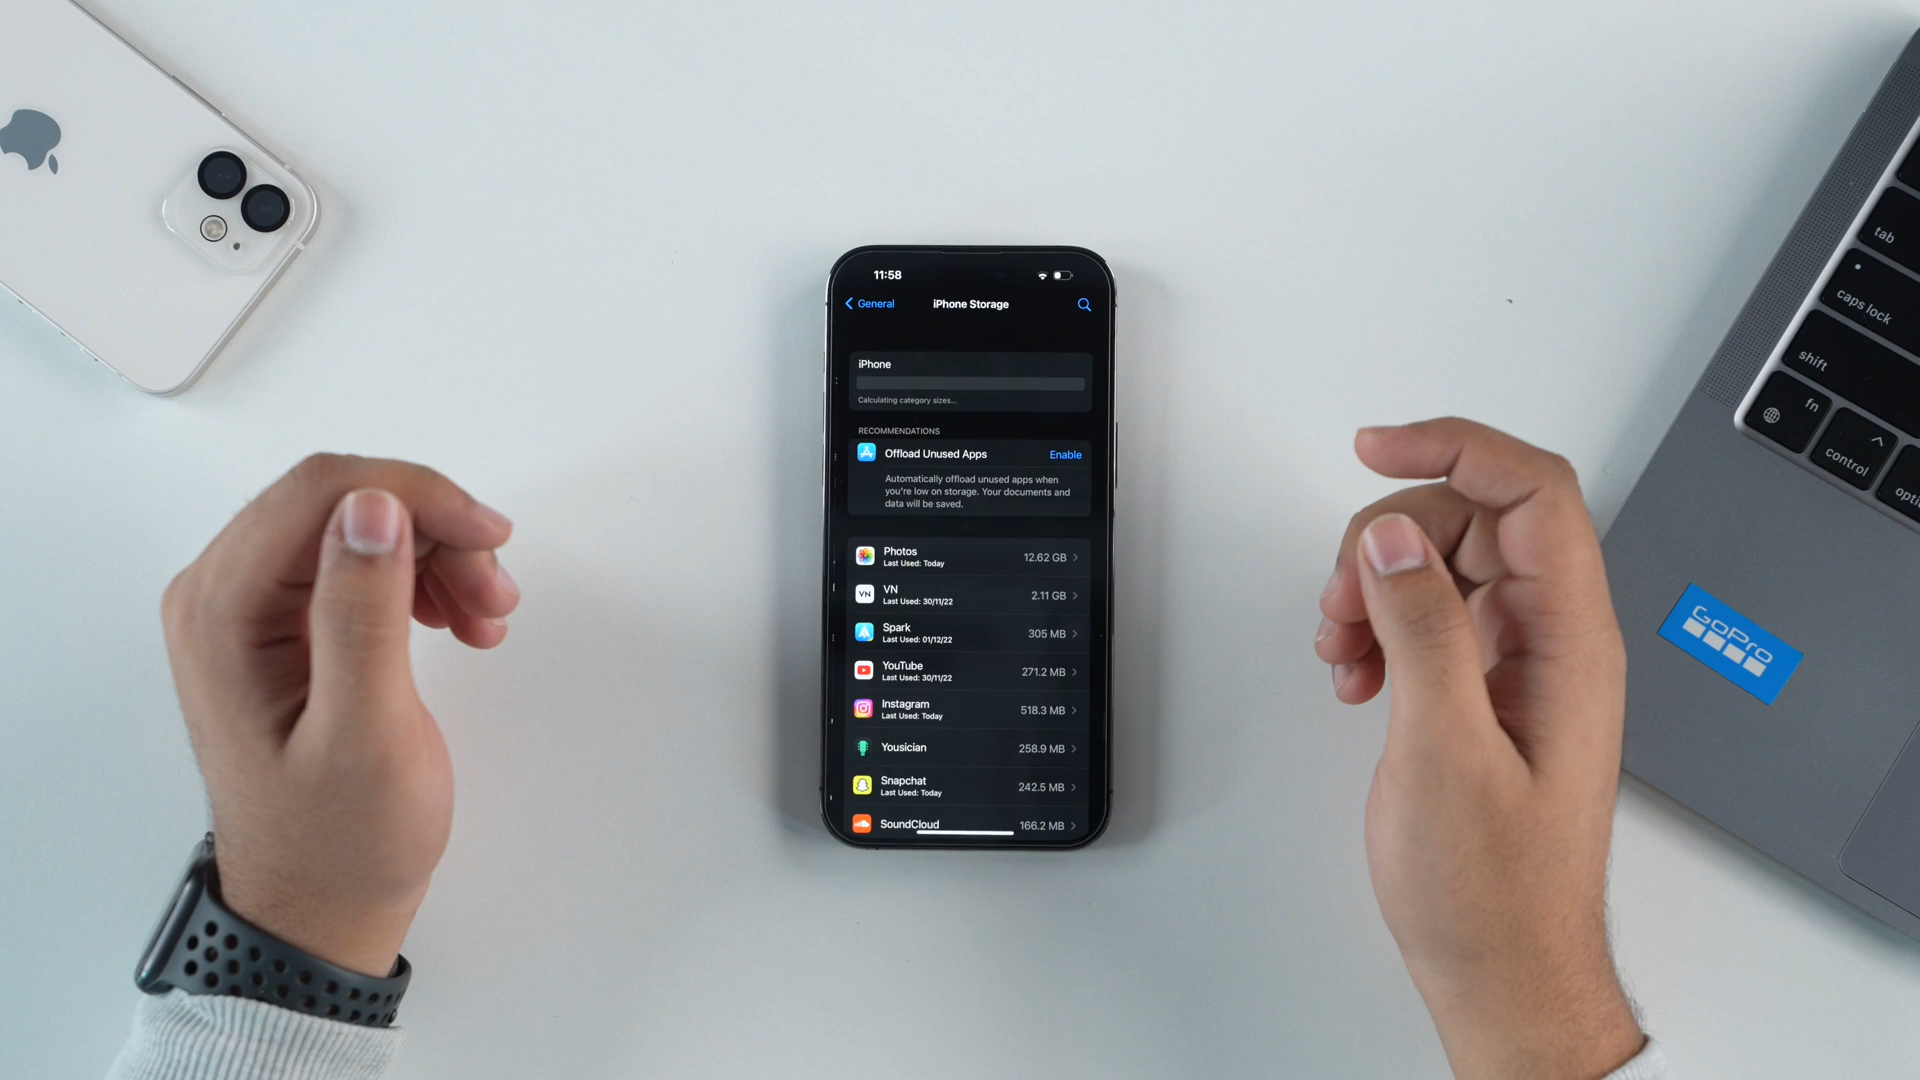 11:58
General
iPhone Storage
iPhone
Calculating category sizes...
RECOMMENDATIONS
Offload Unused Apps
Enable
Automatically offload unused apps when
you're low on storage. Your documents and
data will be saved.
Photos
12.62 GB
Last Used: Today
VN
VN
2.11 GB
Last Used: 30/11/22
Spark
305 MB
Last Used: 01/12/22
YouTube
271.2 MB
Last Used: 30/11/22
Instagram
518.3 MB
Last Used: Today
Yousician
258.9 MB
Snapchat
242.5 MB
Last Used: Today
SoundCloud
166.2 MB
tab
caps lock
shift
fn
control
optio
GoPro